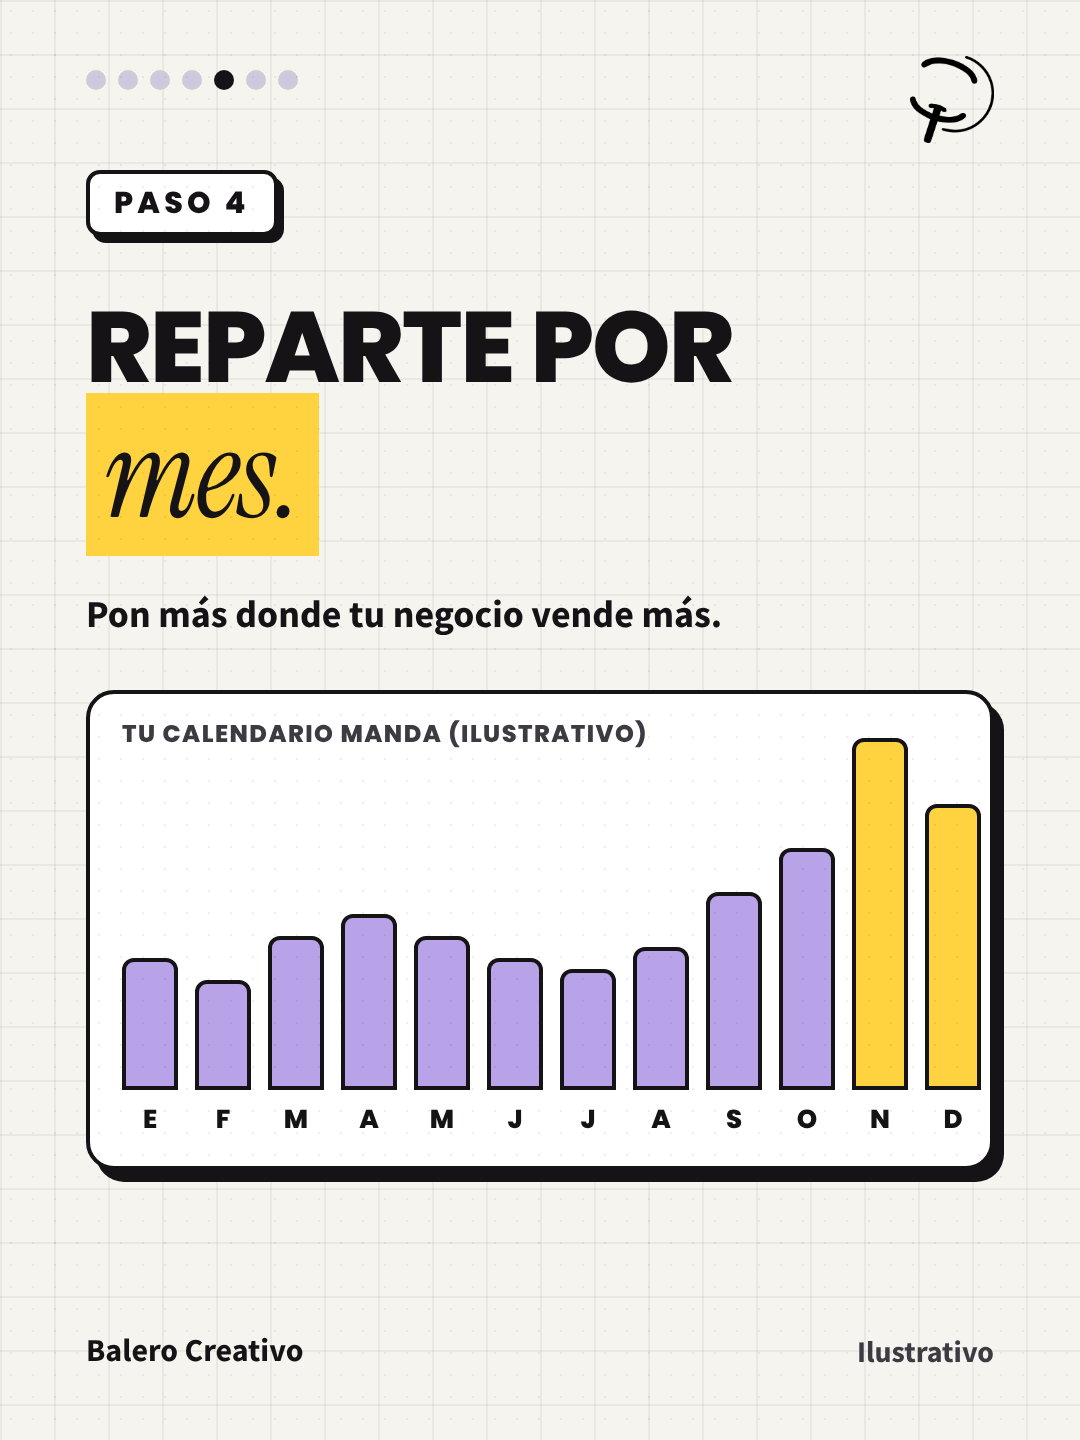 PASO 4
REPARTE POR
mes.
Pon más donde tu negocio vende más.
TU CALENDARIO MANDA (ILUSTRATIVO)
E F M A M J J A S O N D
Balero Creativo
Ilustrativo